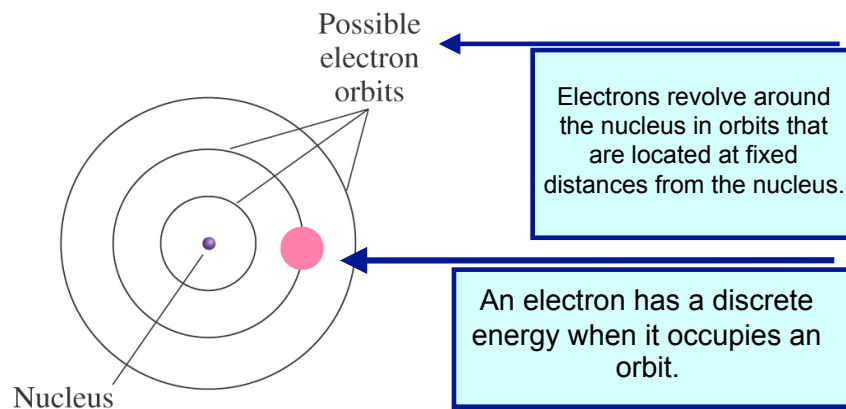 Possible
electron
orbits
Electrons revolve around
the nucleus in orbits that
are located at fixed
distances from the nucleus.
An electron has a discrete
energy when it occupies an
orbit.
Nucleus